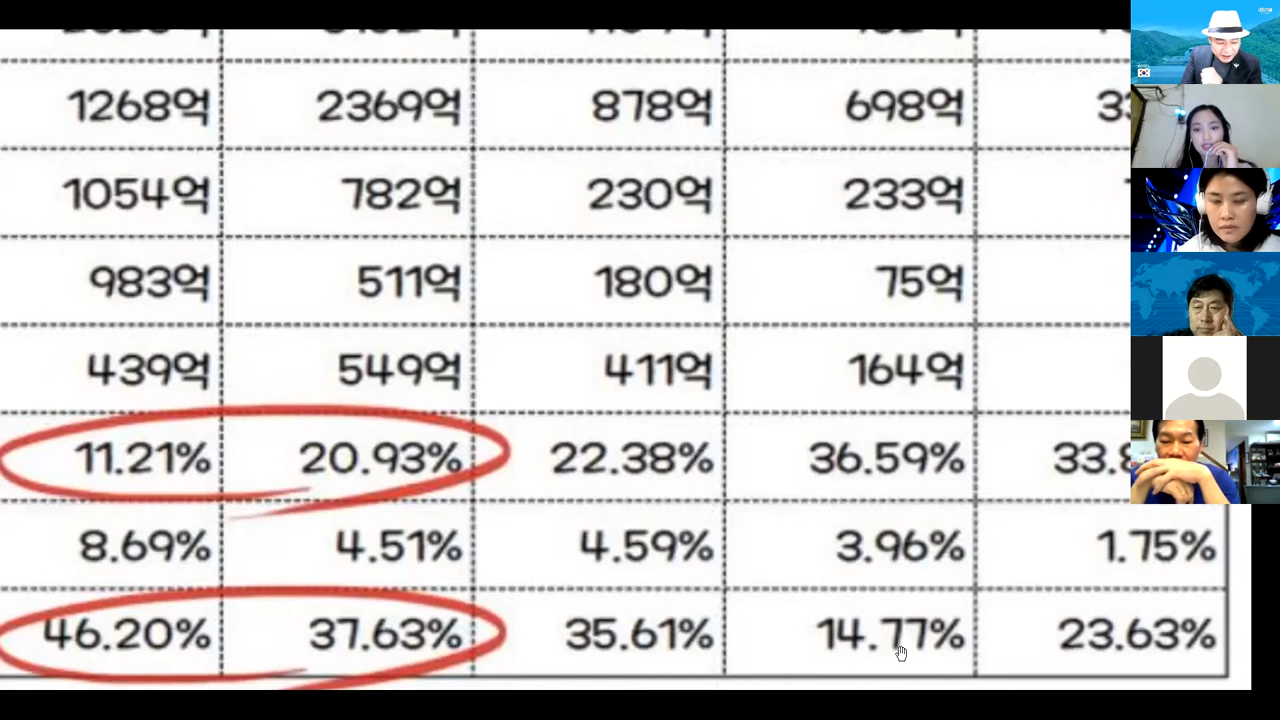 1268억 2369억 878억 698억
1054억 782억 230억 233억
983억 511억 180억 75억
439억 549억 411억 164억
11.21% 20.93% 22.38% 36.59%
8.69% 4.51% 4.59% 3.96% 1.75%
46.20% 37.63% 35.61% 14.77% 23.63%